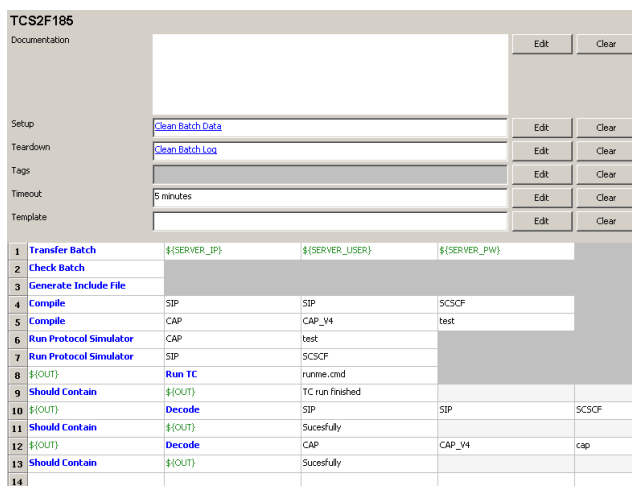 TCS2F185
Documentation Edit Clear
Setup Clean Batch Data Edit Clear
Teardown Clean Batch Log Edit Clear
Tags Edit Clear
Timeout 5 minutes Edit Clear
Template Edit Clear
1 Transfer Batch ${SERVER_IP} ${SERVER_USER} ${SERVER_PW}
2 Check Batch
3 Generate Include File
4 Compile SIP SIP SCSCF
5 Compile CAP CAP_V4 test
6 Run Protocol Simulator CAP test
7 Run Protocol Simulator SIP SCSCF
8 ${OUT} Run TC runme.cmd
9 Should Contain ${OUT} TC run finished
10 ${OUT} Decode SIP SIP SCSCF
11 Should Contain ${OUT} Sucesfully
12 ${OUT} Decode CAP CAP_V4 cap
13 Should Contain ${OUT} Sucesfully
14